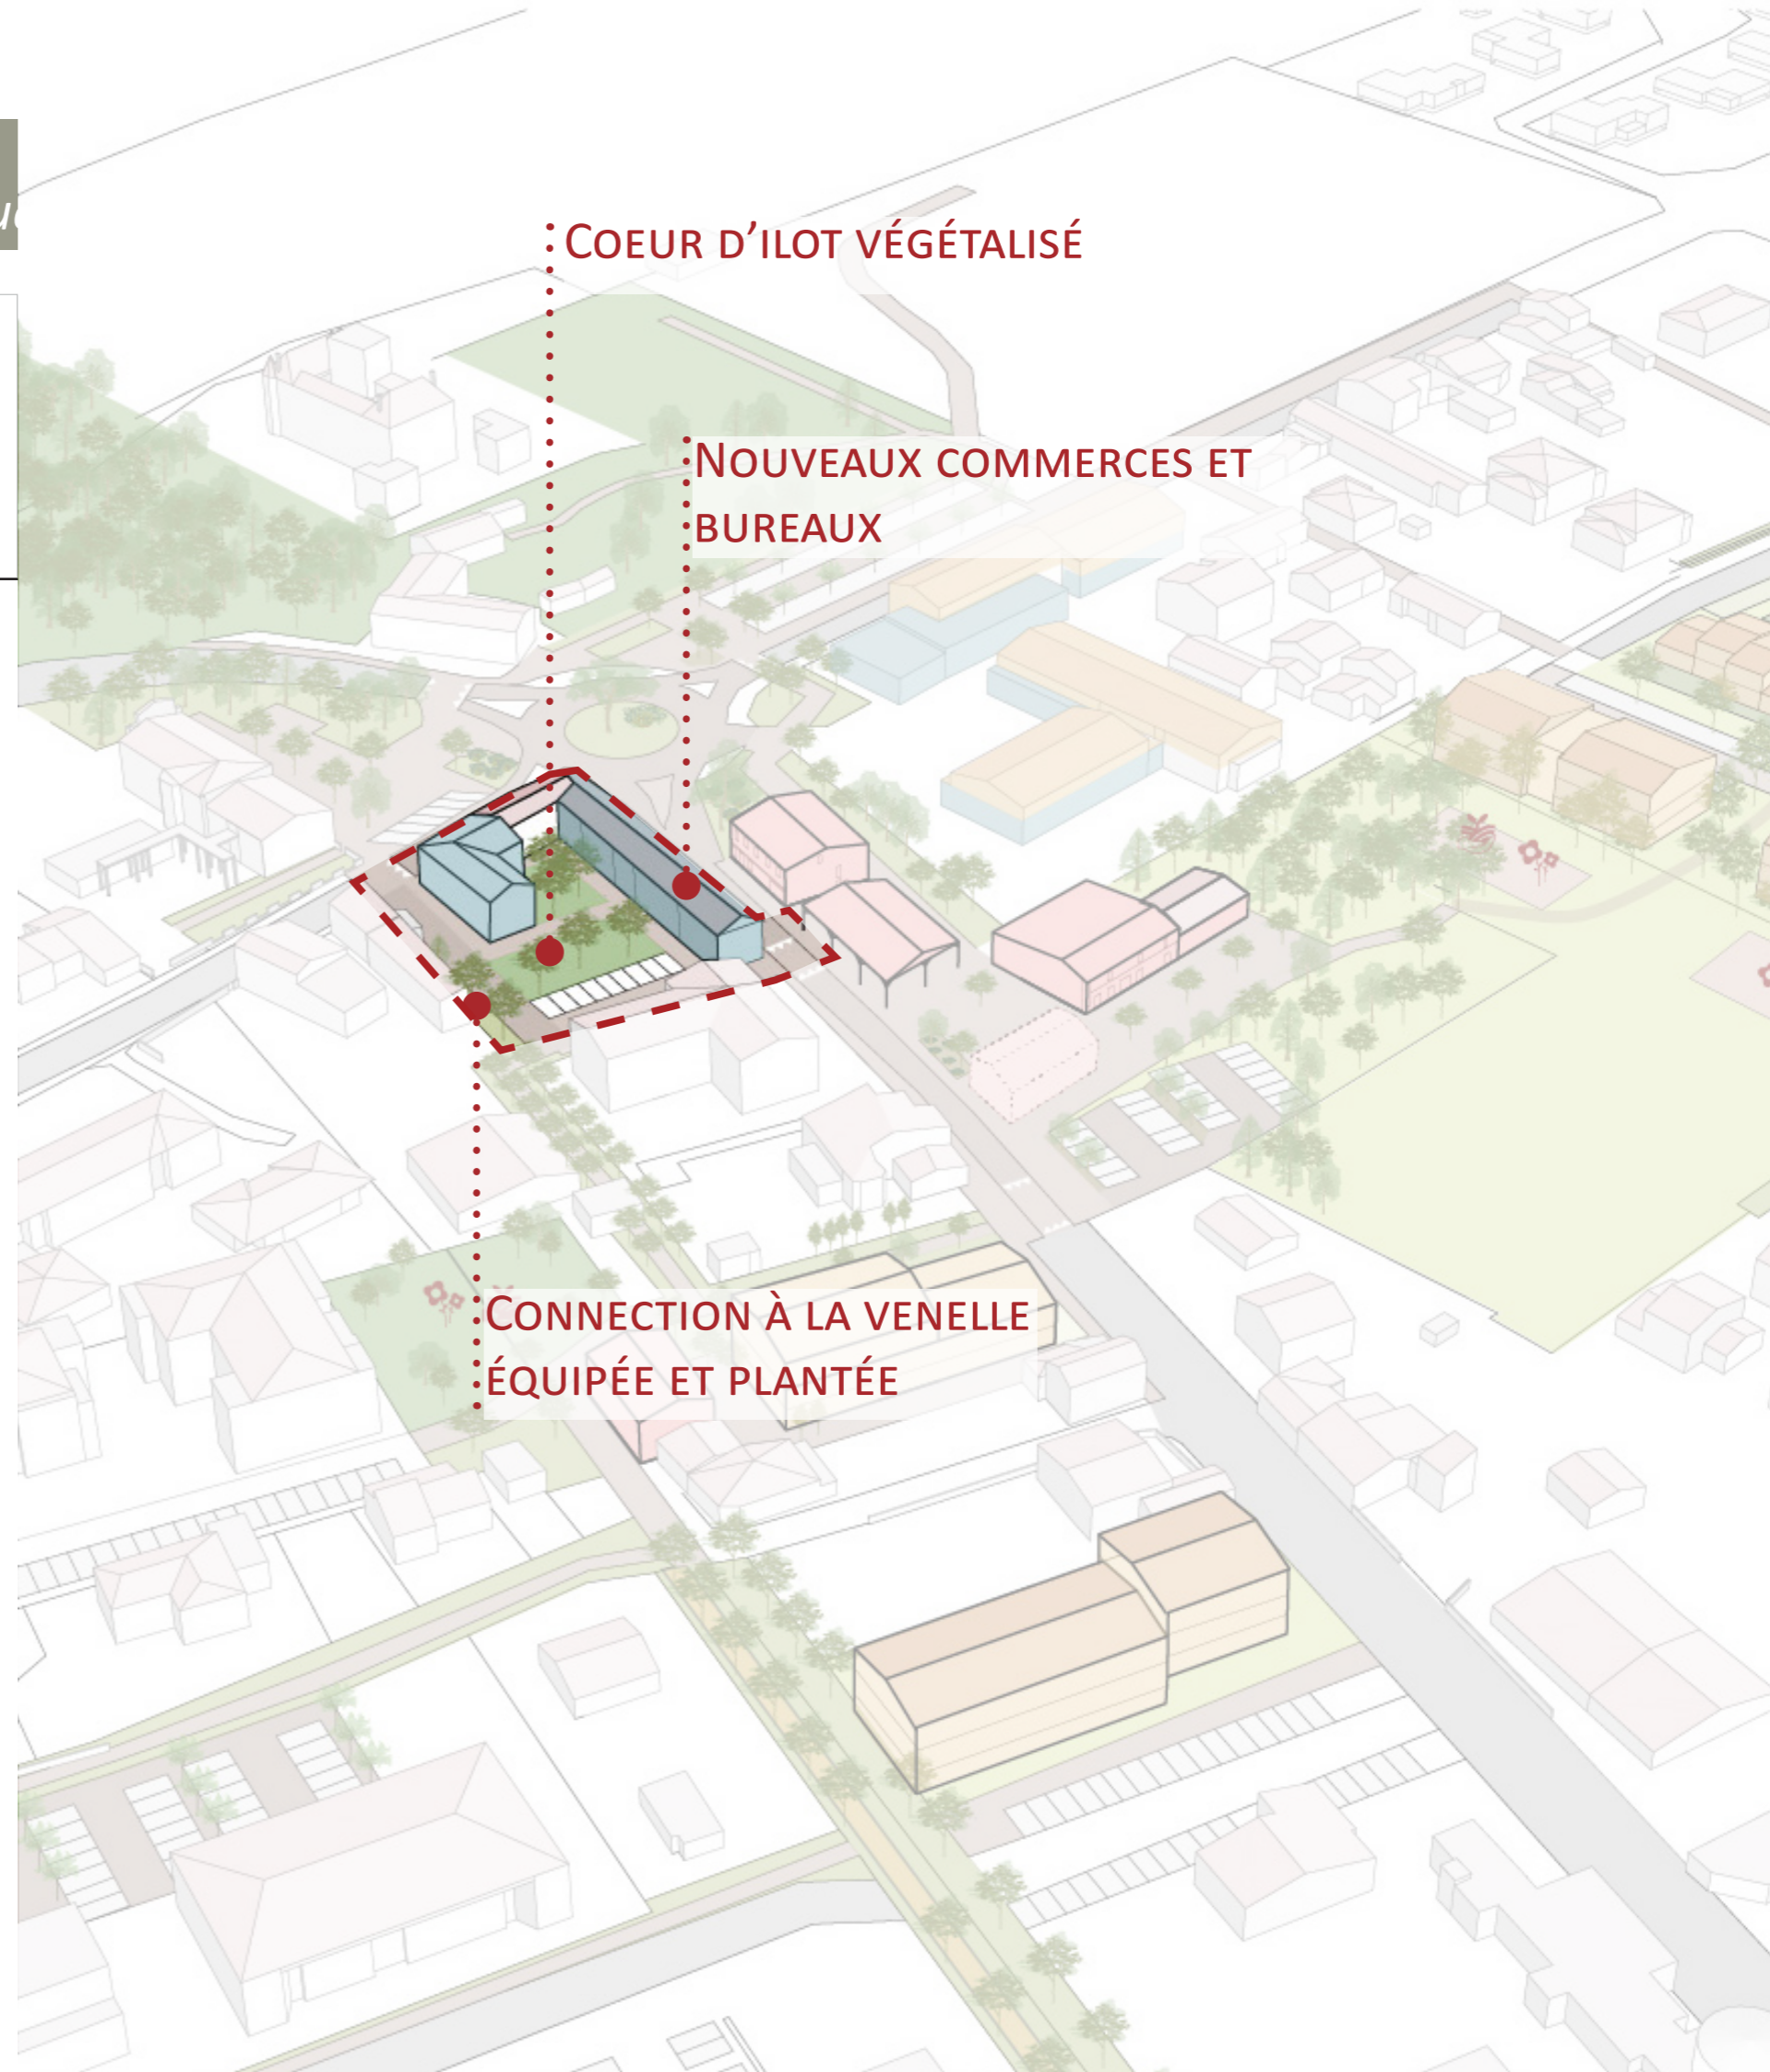 COEUR D’ILOT VÉGÉTALISÉ
NOUVEAUX COMMERCES ET
BUREAUX
CONNECTION À LA VENELLE
ÉQUIPÉE ET PLANTÉE